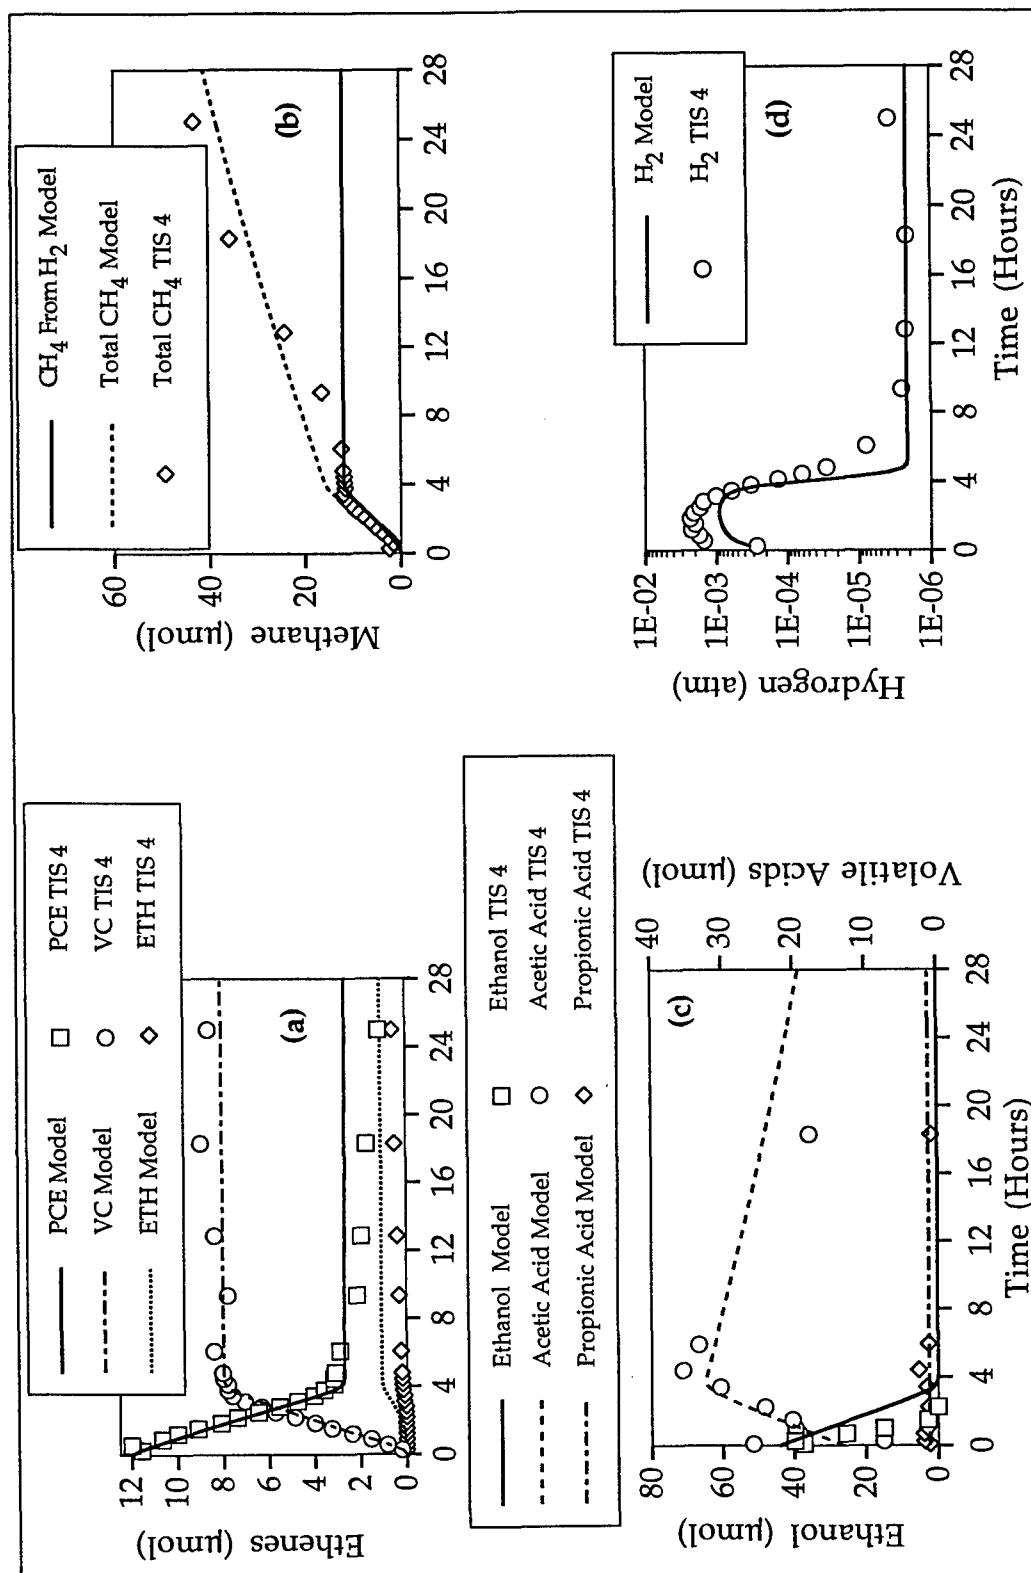 PCE Model
PCE TIS 4
VC Model
VC TIS 4
ETH Model
ETH TIS 4
Ethenes
(µmol)
12
10
8
6
4
2
0
(a)
0
4
8
12
16
20
24
28
CH4 From H2 Model
Total CH4 Model
Total CH4 TIS 4
Methane (µmol)
60
40
20
0
(b)
0
4
8
12
16
20
24
28
Ethanol Model
Ethanol TIS 4
Acetic Acid Model
Acetic Acid TIS 4
Propionic Acid Model
Propionic Acid TIS 4
Ethanol (µmol)
80
60
40
20
0
(c)
Volatile Acids (µmol)
40
30
20
10
0
0
4
8
12
16
20
24
28
Time (Hours)
H2 Model
H2 TIS 4
Hydrogen (atm)
1E-02
1E-03
1E-04
1E-05
1E-06
(d)
0
4
8
12
16
20
24
28
Time (Hours)